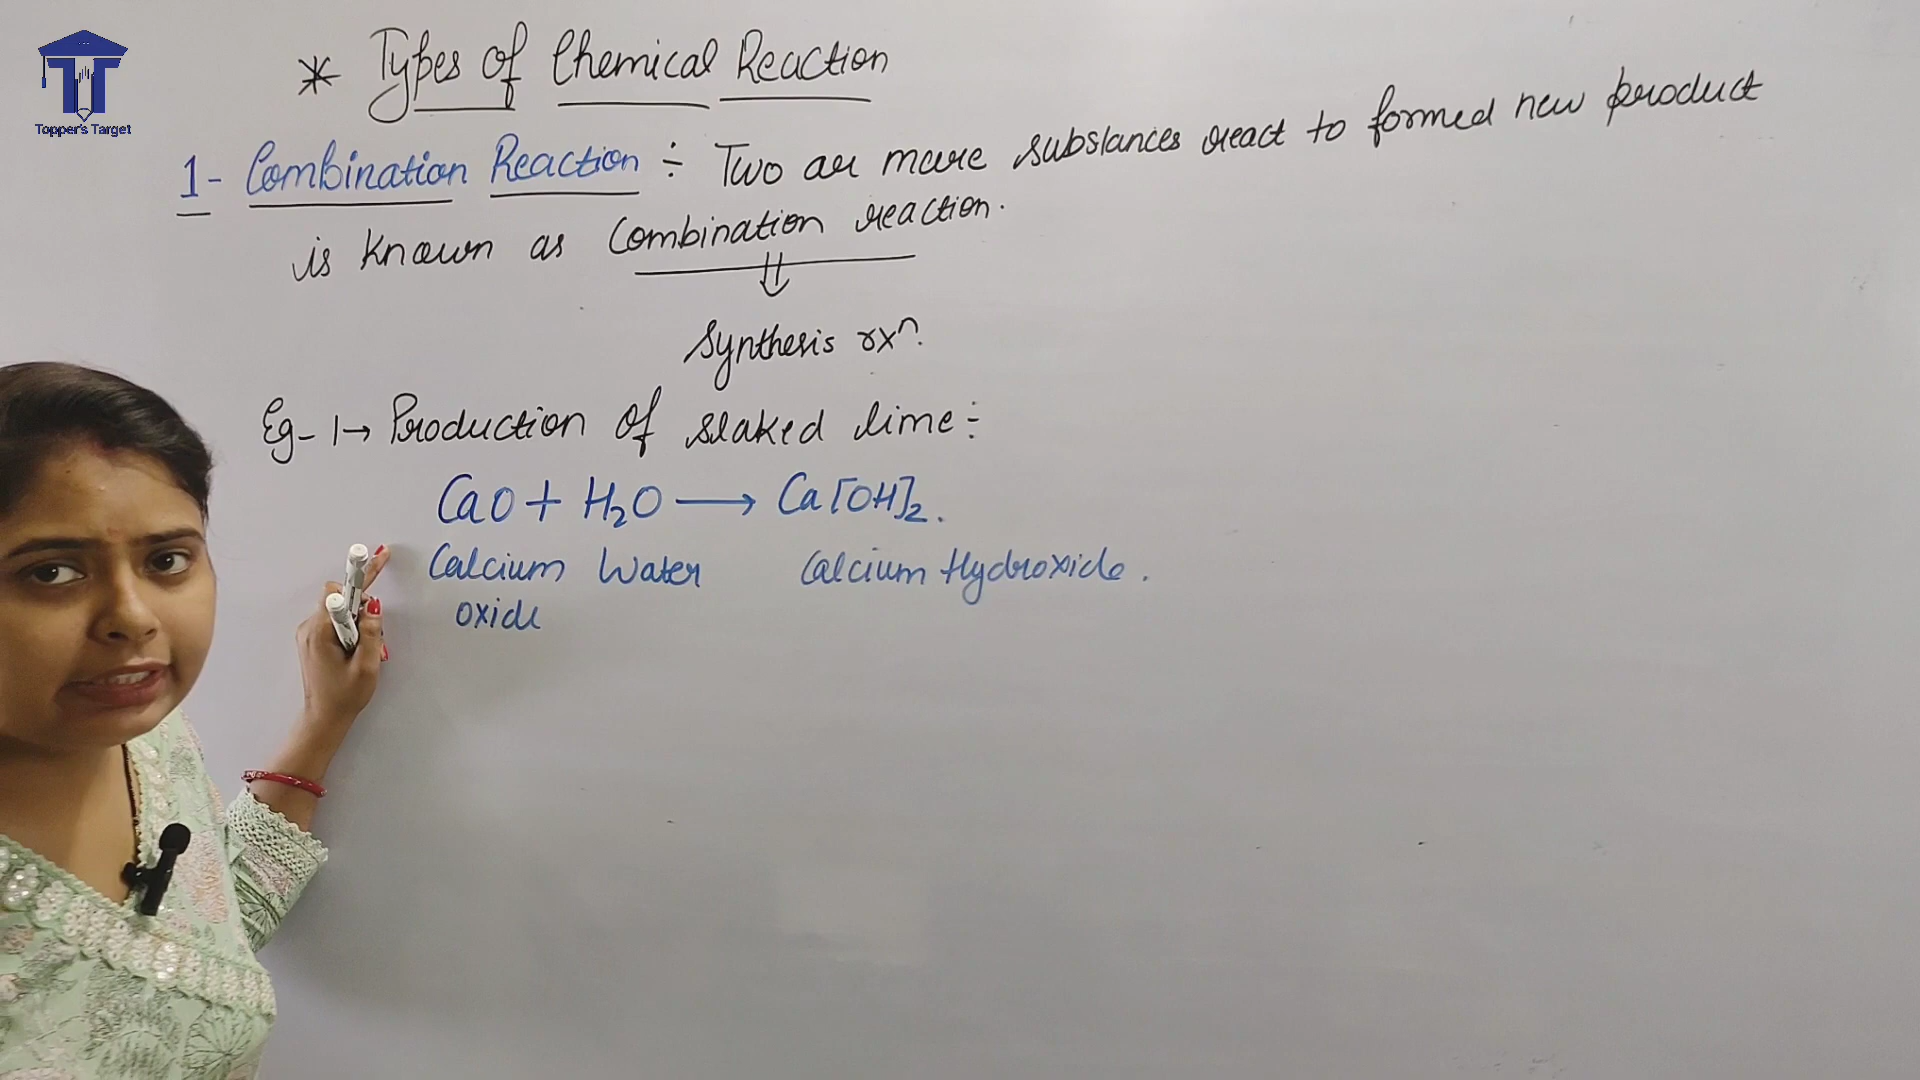 Topper's Target
* Types of Chemical Reaction
1- Combination Reaction ÷ Two are more substances react to formed new product
is known as Combination reaction.
⇓
Synthesis rxn.
Eg- 1→ Production of slaked lime ÷
CaO + H₂O ⟶ Ca[OH]₂.
Calcium Water Calcium Hydroxide.
oxide